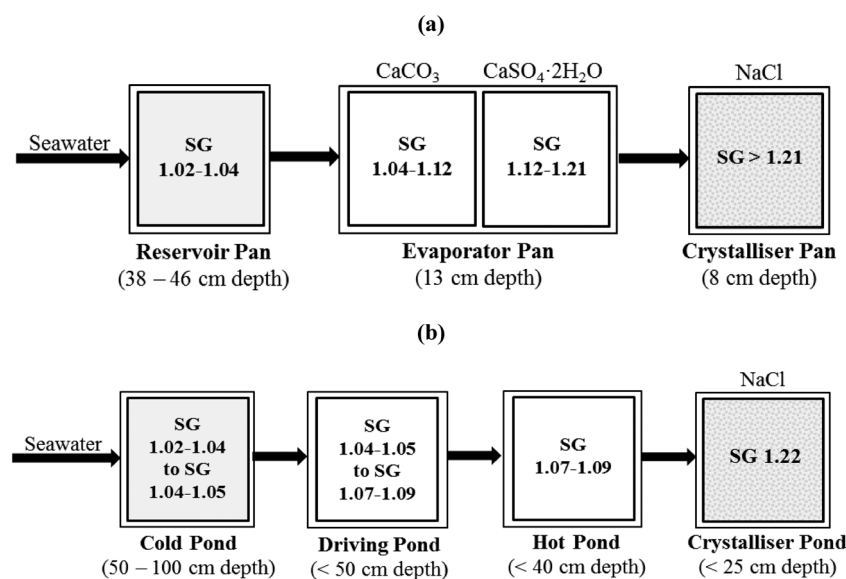 (a)
CaCO₃ CaSO₄·2H₂O NaCl
Seawater
SG
1.02-1.04
SG
1.04-1.12
SG
1.12-1.21
SG > 1.21
Reservoir Pan
(38 – 46 cm depth)
Evaporator Pan
(13 cm depth)
Crystalliser Pan
(8 cm depth)
(b)
NaCl
Seawater
SG
1.02-1.04
to SG
1.04-1.05
SG
1.04-1.05
to SG
1.07-1.09
SG
1.07-1.09
SG 1.22
Cold Pond
(50 – 100 cm depth)
Driving Pond
(< 50 cm depth)
Hot Pond
(< 40 cm depth)
Crystalliser Pond
(< 25 cm depth)